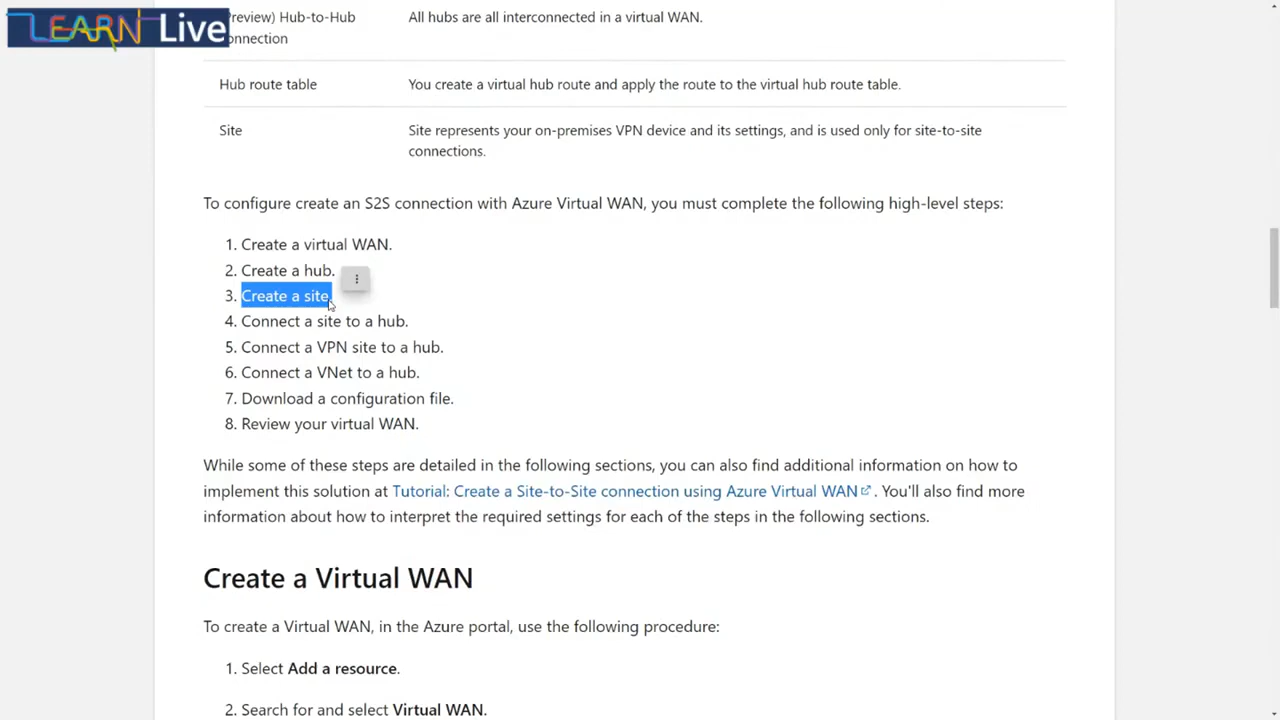 LEARN Live
Preview) Hub-to-Hub
onnection
All hubs are all interconnected in a virtual WAN.
Hub route table
You create a virtual hub route and apply the route to the virtual hub route table.
Site
Site represents your on-premises VPN device and its settings, and is used only for site-to-site
connections.
To configure create an S2S connection with Azure Virtual WAN, you must complete the following high-level steps:
1. Create a virtual WAN.
2. Create a hub.
3. Create a site.
4. Connect a site to a hub.
5. Connect a VPN site to a hub.
6. Connect a VNet to a hub.
7. Download a configuration file.
8. Review your virtual WAN.
While some of these steps are detailed in the following sections, you can also find additional information on how to
implement this solution at Tutorial: Create a Site-to-Site connection using Azure Virtual WAN. You'll also find more
information about how to interpret the required settings for each of the steps in the following sections.
Create a Virtual WAN
To create a Virtual WAN, in the Azure portal, use the following procedure:
1. Select Add a resource.
2. Search for and select Virtual WAN.